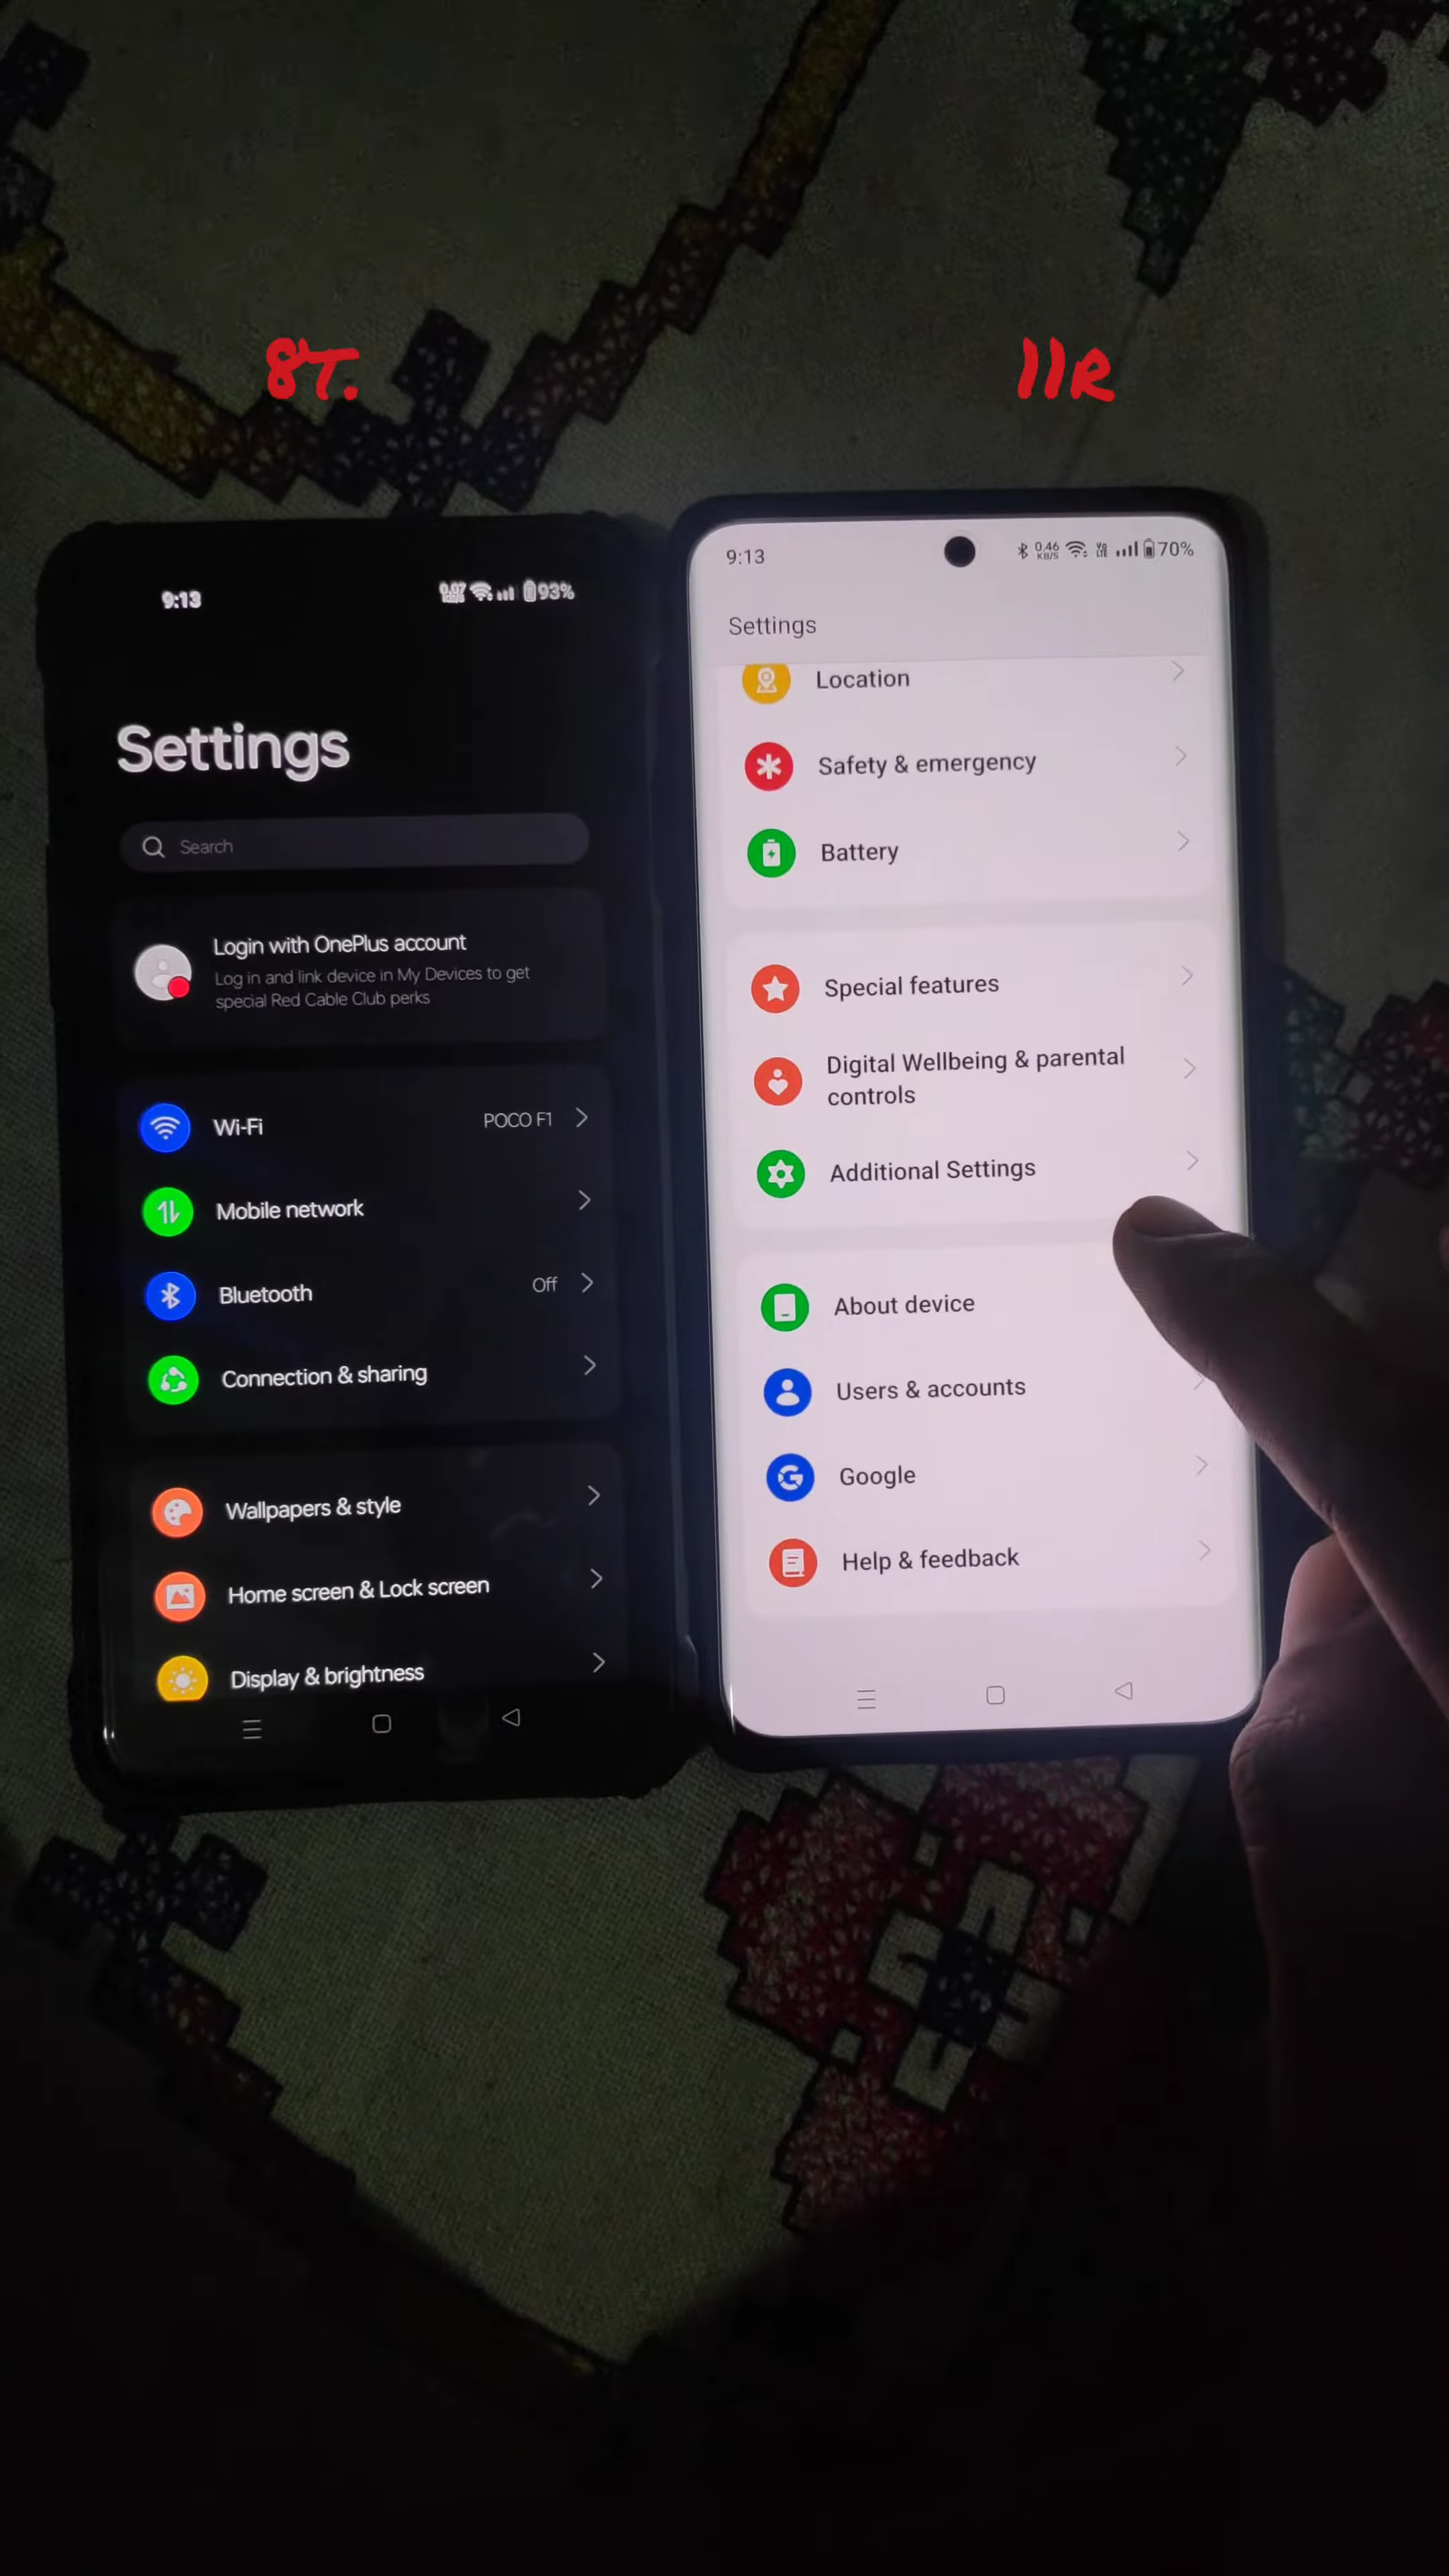 8T.
11R
9:13
93%
Settings
Search
Login with OnePlus account
Log in and link device in My Devices to get
special Red Cable Club perks
Wi-Fi
POCO F1
Mobile network
Bluetooth
Off
Connection & sharing
Wallpapers & style
Home screen & Lock screen
Display & brightness
9:13
0.46
KB/S
70%
Settings
Location
Safety & emergency
Battery
Special features
Digital Wellbeing & parental
controls
Additional Settings
About device
Users & accounts
Google
Help & feedback